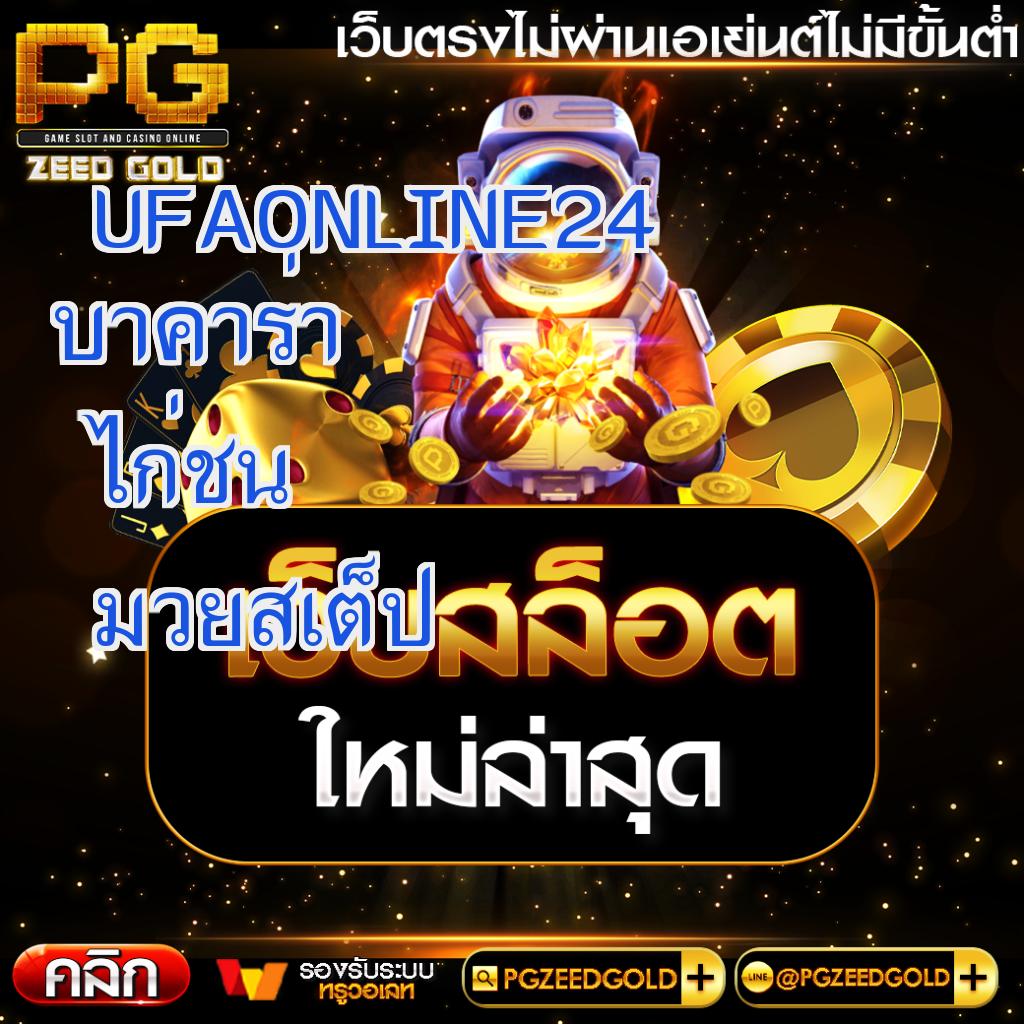 เว็บตรงไม่ผ่านเอเย่นต์ไม่มีขั้นต่ำ
PG
GAME SLOT AND CASINO ONLINE
ZEED GOLD
UFAONLINE24
บาคารา
ไก่ชน
มวยสเต็ป
สล็อต
ใหม่ล่าสุด
คลิก
รองรับระบบ
ทรูวอเลท
PGZEEDGOLD
LINE @PGZEEDGOLD